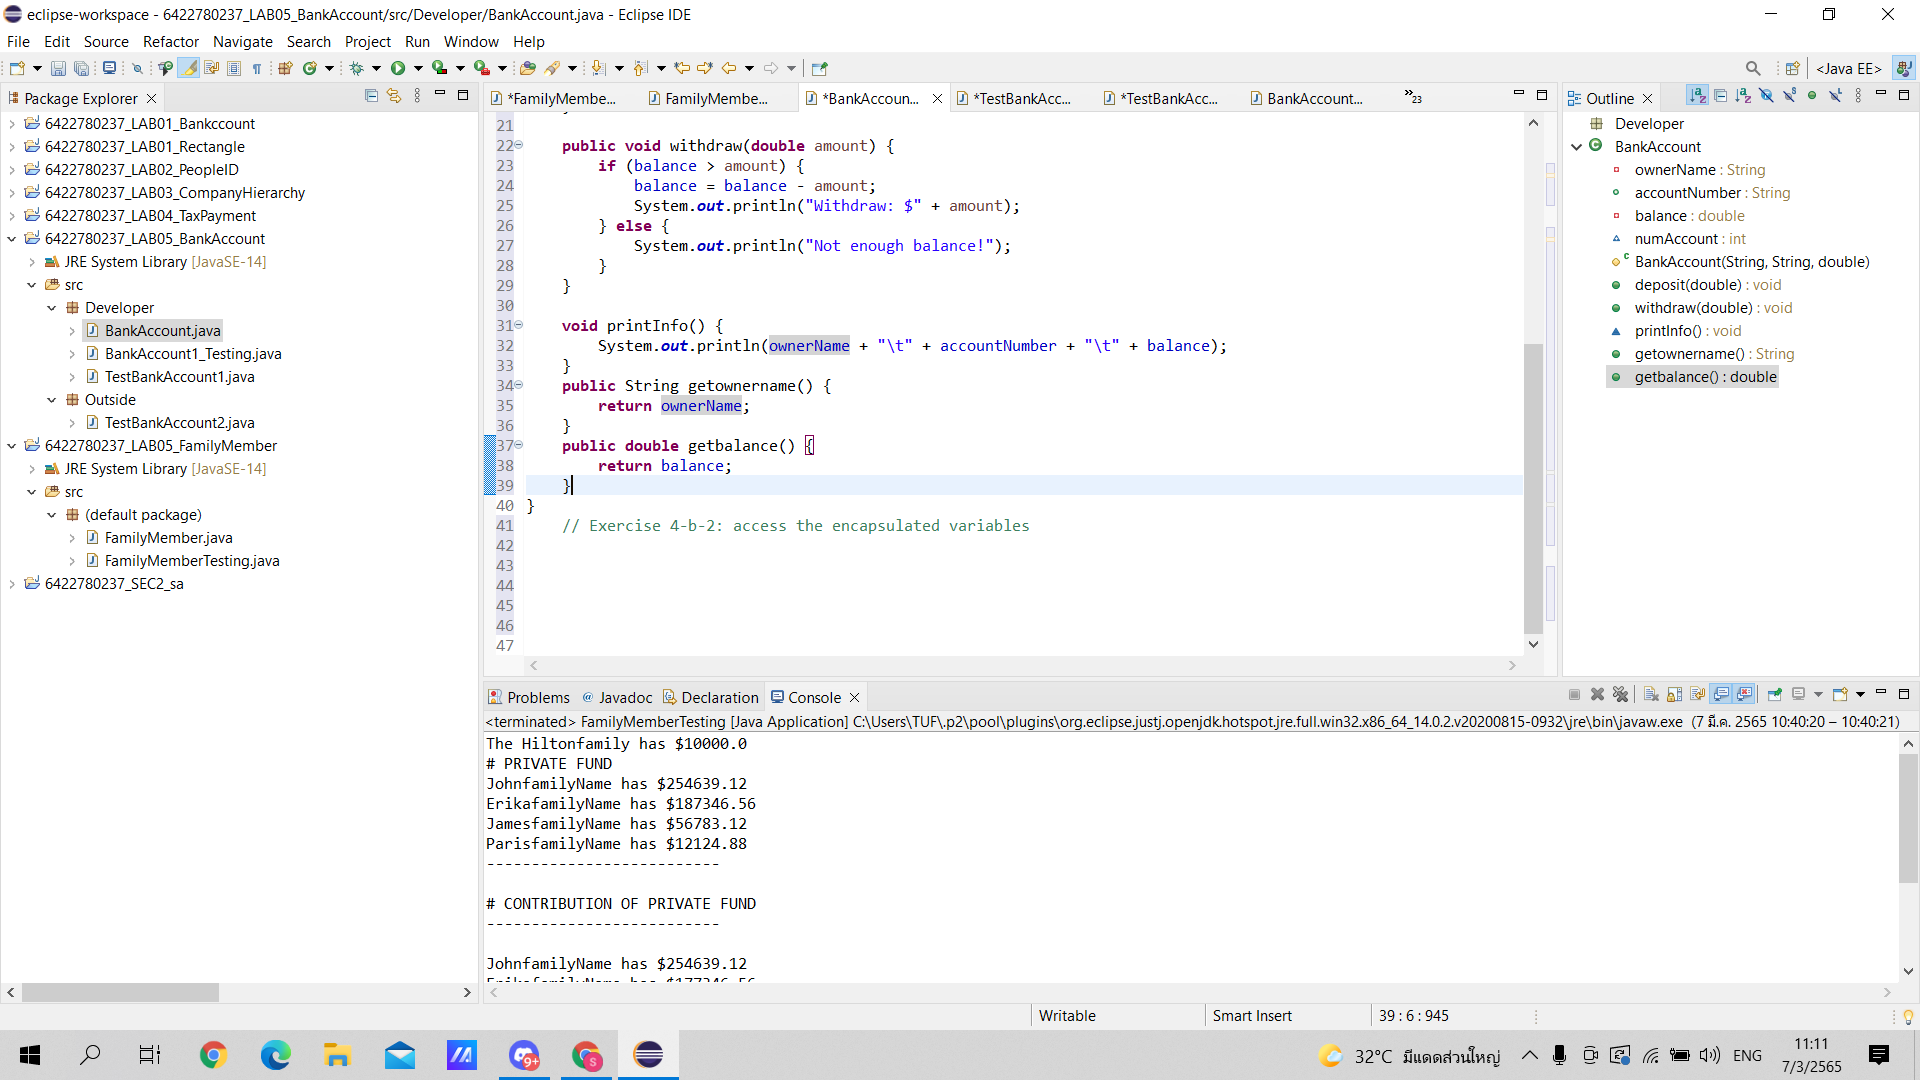 eclipse-workspace - 6422780237_LAB05_BankAccount/src/Developer/BankAccount.java - Eclipse IDE
File Edit Source Refactor Navigate Search Project Run Window Help
<Java EE>
Package Explorer
6422780237_LAB01_Bankccount
6422780237_LAB01_Rectangle
6422780237_LAB02_PeopleID
6422780237_LAB03_CompanyHierarchy
6422780237_LAB04_TaxPayment
6422780237_LAB05_BankAccount
JRE System Library [JavaSE-14]
src
Developer
BankAccount.java
BankAccount1_Testing.java
TestBankAccount1.java
Outside
TestBankAccount2.java
6422780237_LAB05_FamilyMember
JRE System Library [JavaSE-14]
src
(default package)
FamilyMember.java
FamilyMemberTesting.java
6422780237_SEC2_sa
*FamilyMembe... FamilyMembe... *BankAccoun... *TestBankAcc... *TestBankAcc... BankAccount... »23
21
22 public void withdraw(double amount) {
23 if (balance > amount) {
24 balance = balance - amount;
25 System.out.println("Withdraw: $" + amount);
26 } else {
27 System.out.println("Not enough balance!");
28 }
29 }
30
31 void printInfo() {
32 System.out.println(ownerName + "\t" + accountNumber + "\t" + balance);
33 }
34 public String getownername() {
35 return ownerName;
36 }
37 public double getbalance() {
38 return balance;
39 }
40 }
41 // Exercise 4-b-2: access the encapsulated variables
42
43
44
45
46
47
Outline
Developer
BankAccount
ownerName : String
accountNumber : String
balance : double
numAccount : int
BankAccount(String, String, double)
deposit(double) : void
withdraw(double) : void
printInfo() : void
getownername() : String
getbalance() : double
Problems @ Javadoc Declaration Console
<terminated> FamilyMemberTesting [Java Application] C:\Users\TUF\.p2\pool\plugins\org.eclipse.justj.openjdk.hotspot.jre.full.win32.x86_64_14.0.2.v20200815-0932\jre\bin\javaw.exe (7 มี.ค. 2565 10:40:20 – 10:40:21)
The Hiltonfamily has $10000.0
# PRIVATE FUND
JohnfamilyName has $254639.12
ErikafamilyName has $187346.56
JamesfamilyName has $56783.12
ParisfamilyName has $12124.88
--------------------------
# CONTRIBUTION OF PRIVATE FUND
--------------------------
JohnfamilyName has $254639.12
ErikafamilyName has $177346.56
Writable Smart Insert 39 : 6 : 945
9+ S 32°C มีแดดส่วนใหญ่ ENG 11:11
7/3/2565